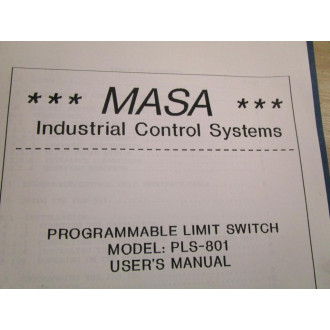 *** MASA ***
Industrial Control Systems
PROGRAMMABLE LIMIT SWITCH
MODEL: PLS-801
USER'S MANUAL